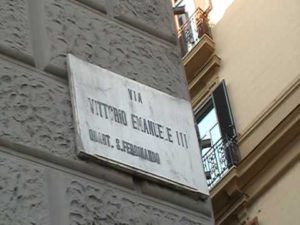 VIA
VITTORIO EMANUELE III
QUART. S. FERDINANDO